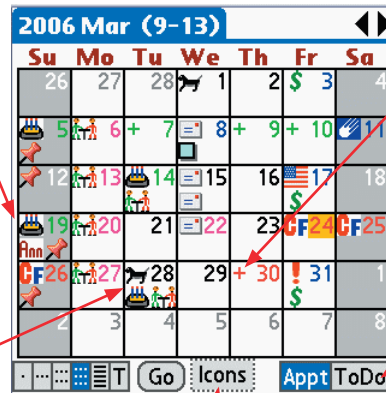 2006 Mar (9-13)
Su Mo Tu We Th Fr Sa
26 27 28 1 2 $ 3 4
5 6 + 7 8 + 9 + 10 11
12 13 14 15 16 17 18
$
19 20 21 22 23 CF 24 CF 25
Ann
CF 26 27 28 29 + 30 ! 31 1
$
2 3 4 5 6 7 8
T Go Icons Appt ToDo